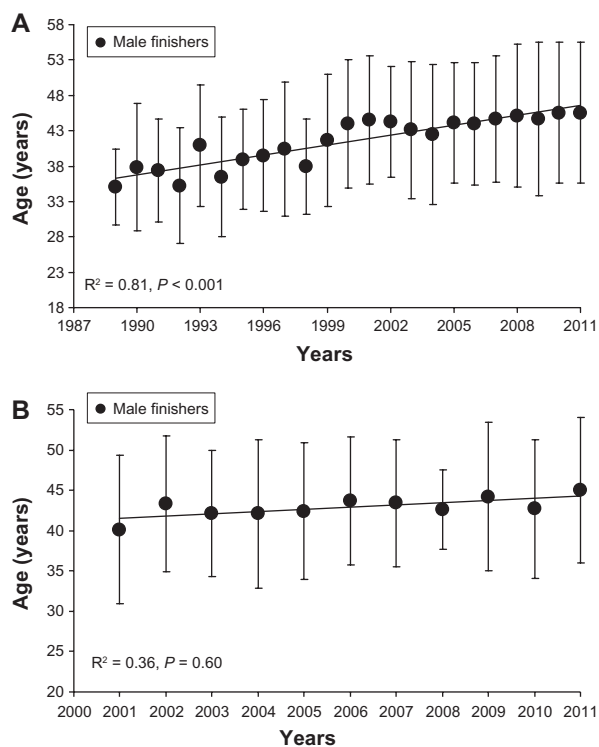 A
Male finishers
Age (years)
58
53
48
43
38
33
28
23
18
R² = 0.81, P < 0.001
1987 1990 1993 1996 1999 2002 2005 2008 2011
Years
B
Male finishers
Age (years)
55
50
45
40
35
30
25
20
R² = 0.36, P = 0.60
2000 2001 2002 2003 2004 2005 2006 2007 2008 2009 2010 2011
Years